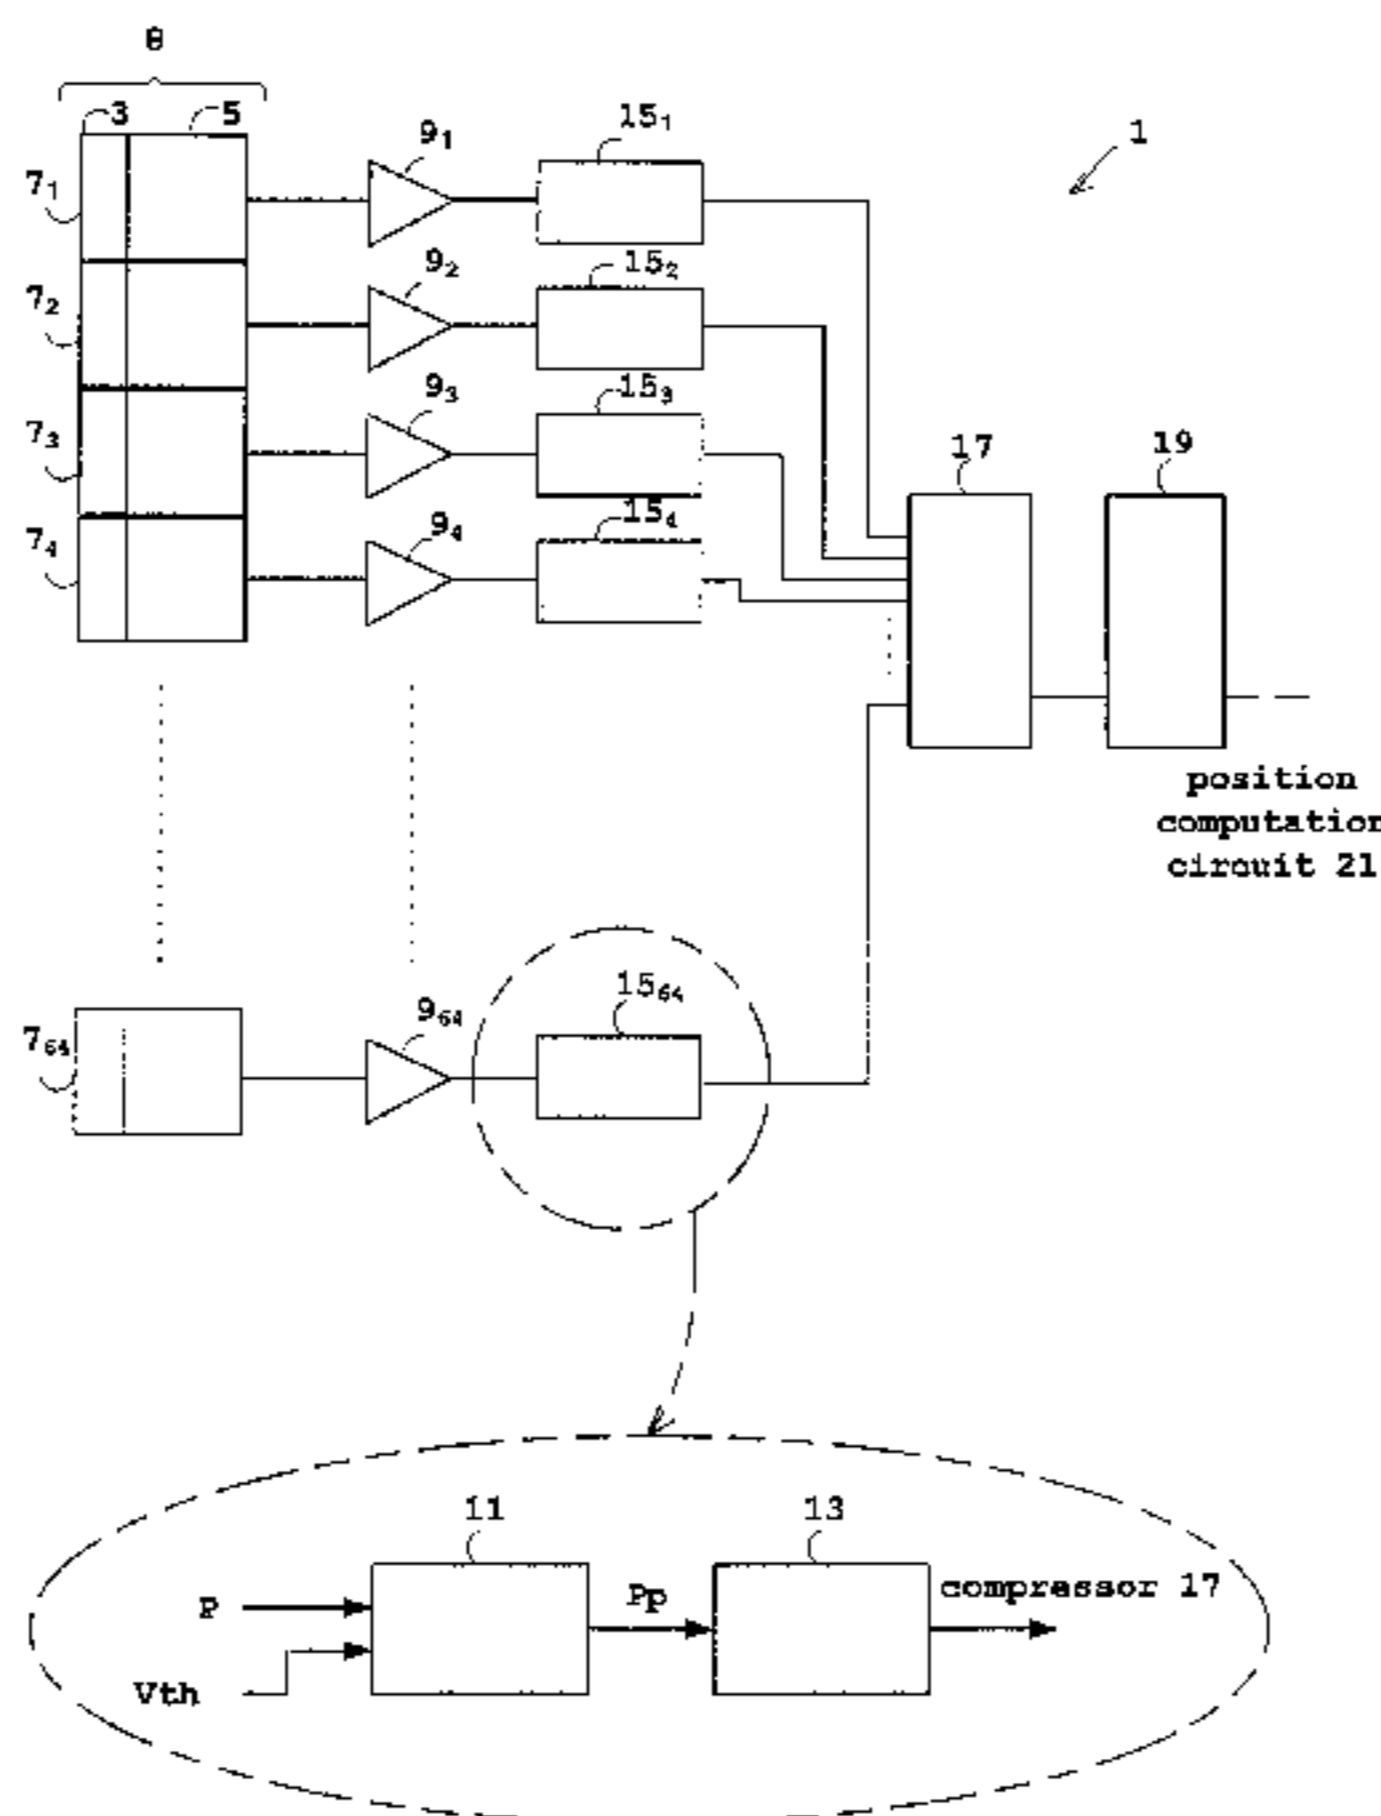 8
3 5
9₁ 15₁ 1
7₁
9₂ 15₂
7₂
9₃ 15₃
7₃ 17 19
9₄ 15₄
7₄
position
computation
circuit 21
9₆₄ 15₆₄
7₆₄
11 13
P Pp compressor 17
Vth